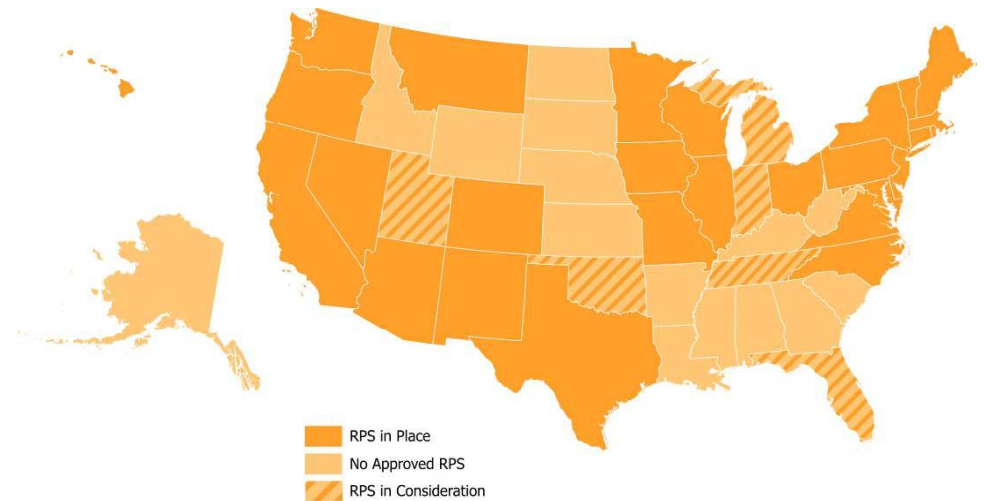 RPS in Place
No Approved RPS
RPS in Consideration